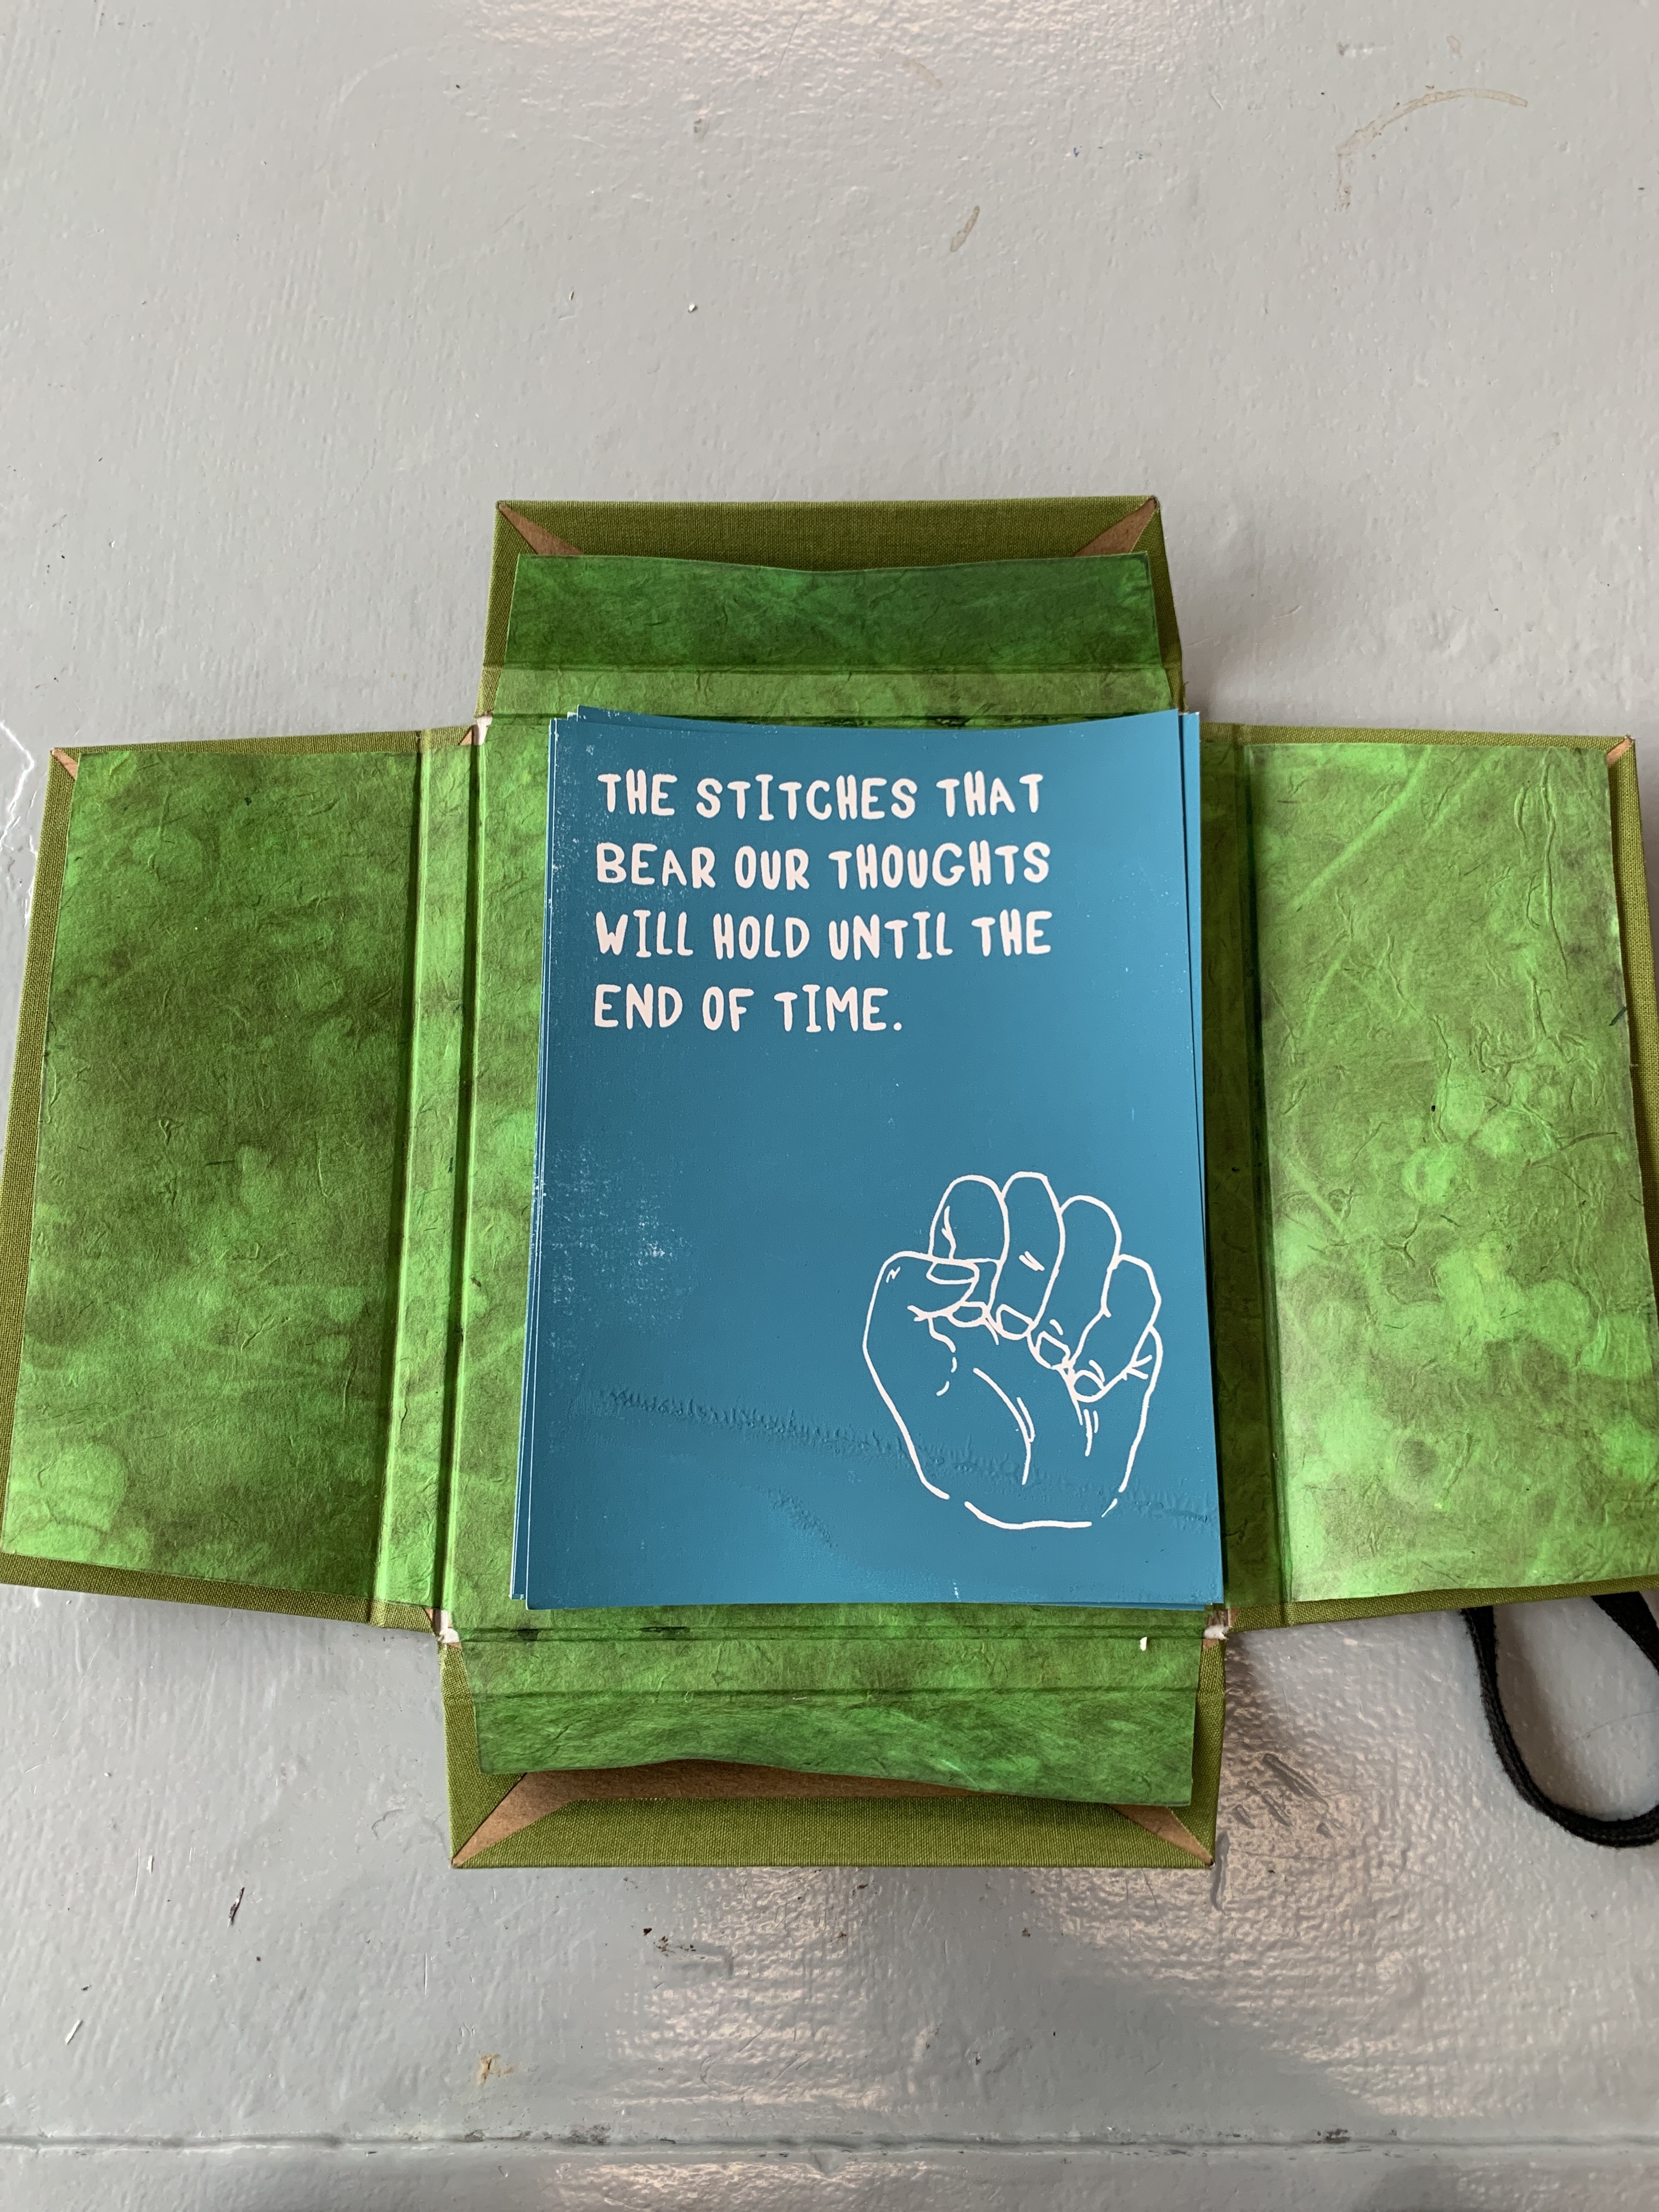 THE STITCHES THAT
BEAR OUR THOUGHTS
WILL HOLD UNTIL THE
END OF TIME.